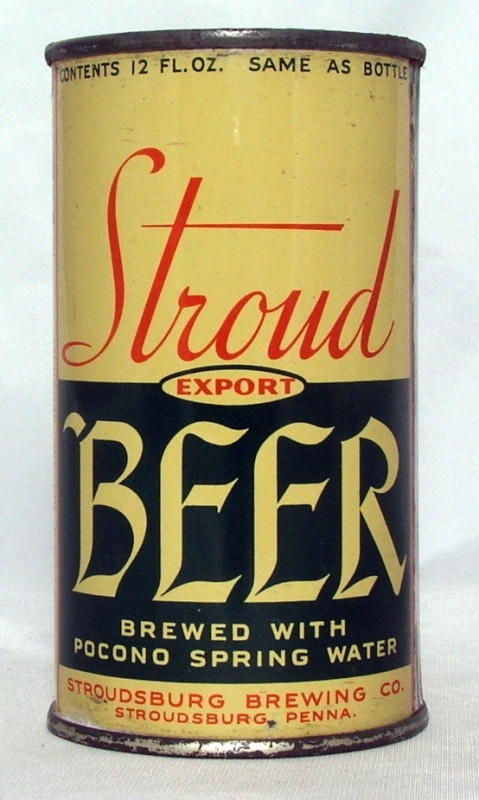 CONTENTS 12 FL.OZ. SAME AS BOTTLE
Stroud
EXPORT
BEER
BREWED WITH
POCONO SPRING WATER
STROUDSBURG BREWING CO.
STROUDSBURG, PENNA.